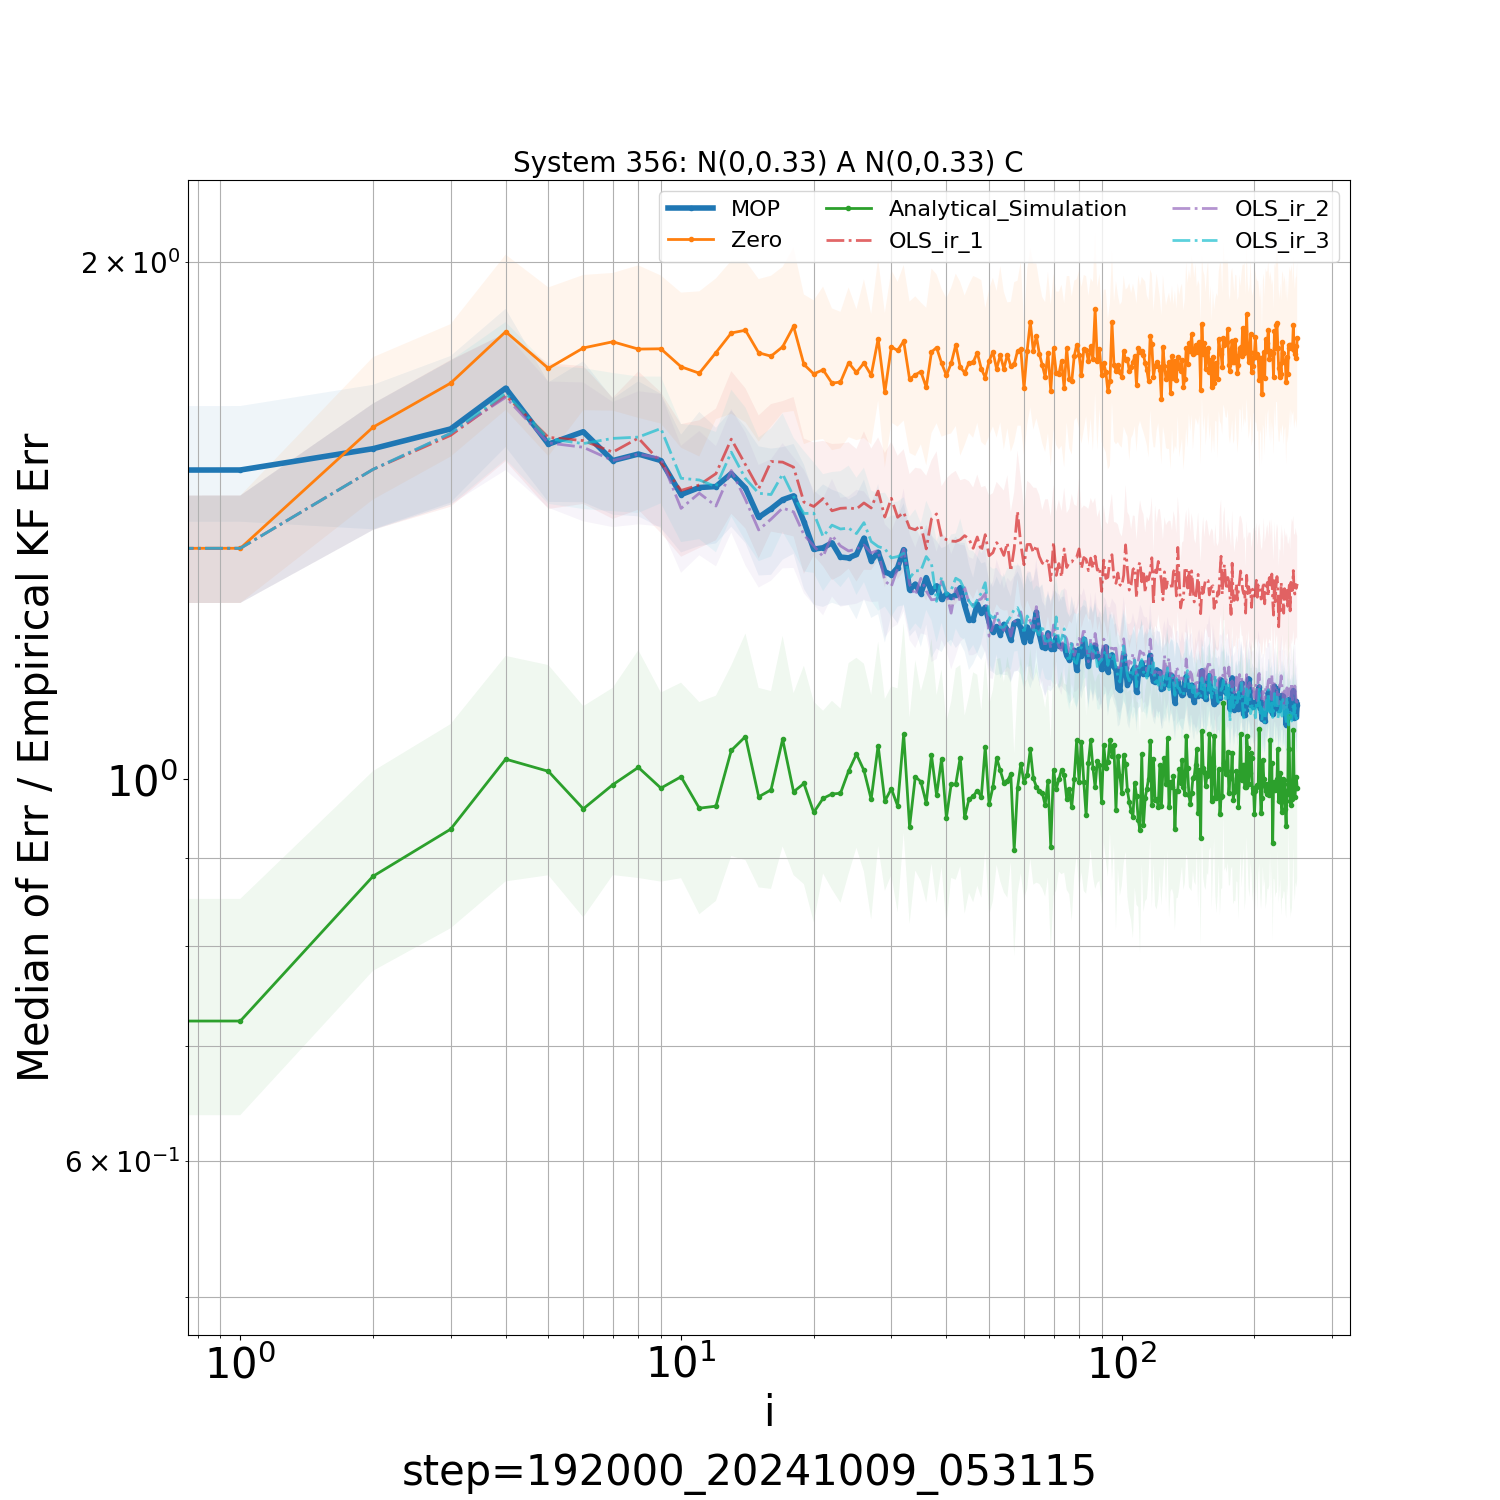 System 356: N(0,0.33) A N(0,0.33) C
MOP
Zero
Analytical_Simulation
OLS_ir_1
OLS_ir_2
OLS_ir_3
Median of Err / Empirical KF Err
2 × 10⁰
10⁰
6 × 10⁻¹
10⁰ 10¹ 10²
i
step=192000_20241009_053115